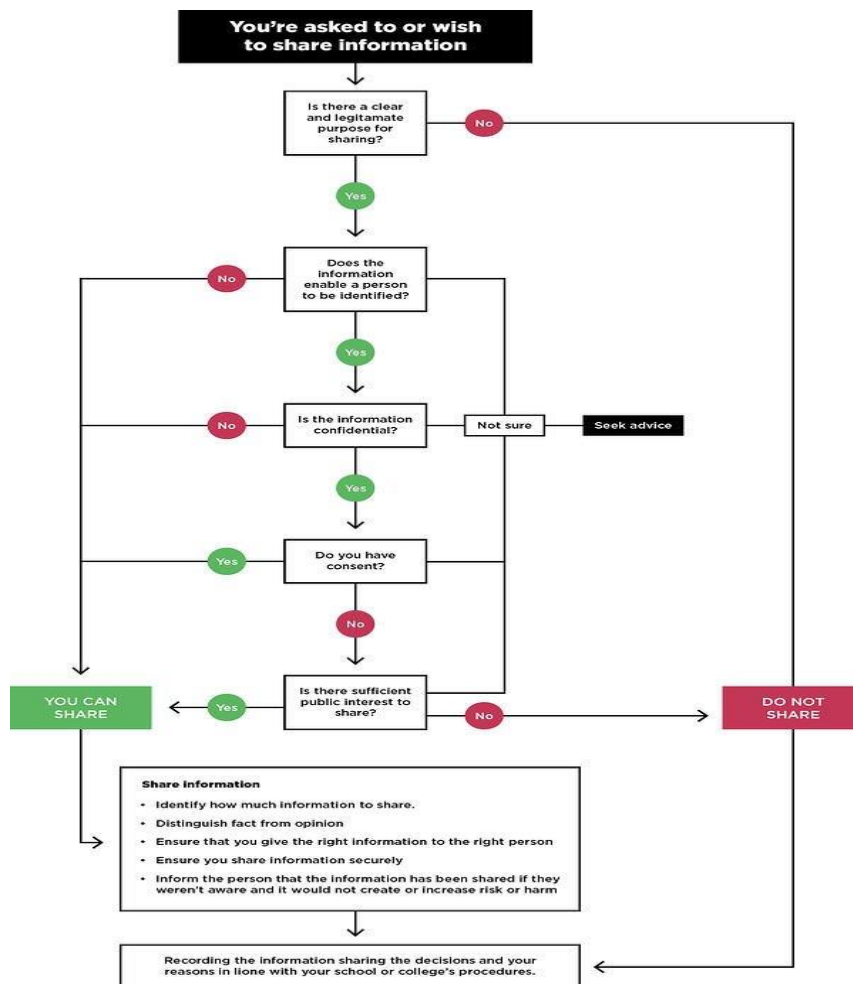 You're asked to or wish
to share information
Is there a clear
and legitamate
purpose for
sharing?
No
Yes
Does the
information
enable a person
to be identified?
No
Yes
Is the information
confidential?
No
Not sure
Seek advice
Yes
Do you have
consent?
Yes
No
Is there sufficient
public interest to
share?
Yes
No
YOU CAN
SHARE
DO NOT
SHARE
Share information
• Identify how much information to share.
• Distinguish fact from opinion
• Ensure that you give the right information to the right person
• Ensure you share information securely
• Inform the person that the information has been shared if they
weren't aware and it would not create or increase risk or harm
Recording the information sharing the decisions and your
reasons in lione with your school or college's procedures.